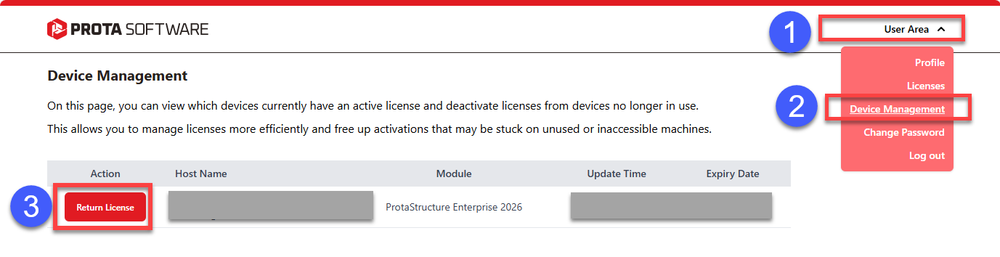 PROTA SOFTWARE
1
User Area
Profile
Licenses
2
Device Management
Change Password
Log out
Device Management
On this page, you can view which devices currently have an active license and deactivate licenses from devices no longer in use.
This allows you to manage licenses more efficiently and free up activations that may be stuck on unused or inaccessible machines.
Action Host Name Module Update Time Expiry Date
3 Return License ProtaStructure Enterprise 2026